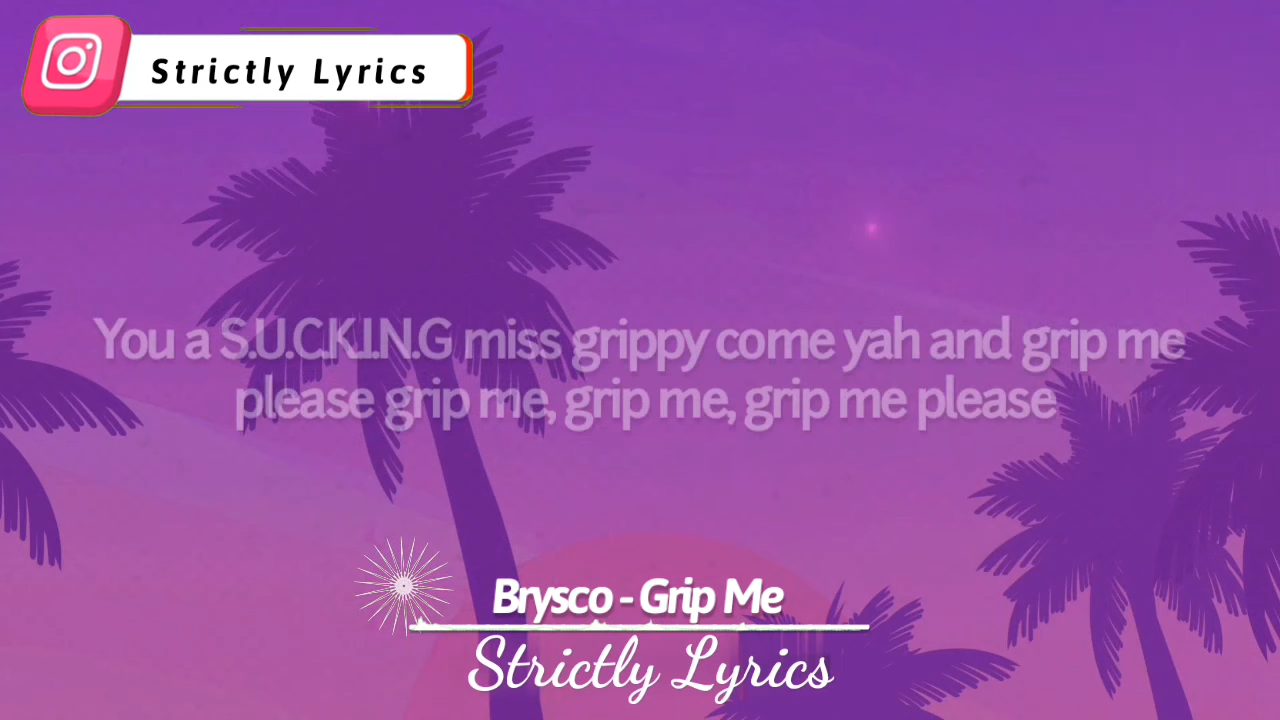 Strictly Lyrics
You a S.U.C.K.I.N.G miss grippy come yah and grip me
please grip me, grip me, grip me please
Brysco - Grip Me
Strictly Lyrics